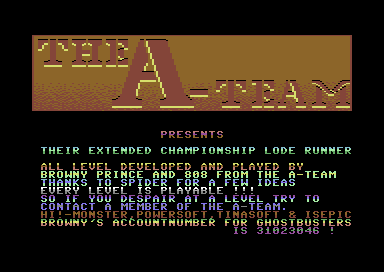 THE A-TEAM
PRESENTS
THEIR EXTENDED CHAMPIONSHIP LODE RUNNER
ALL LEVEL DEVELOPED AND PLAYED BY
BROWNY PRINCE AND 808 FROM THE A-TEAM
THANKS TO SPIDER FOR A FEW IDEAS
EVERY LEVEL IS PLAYABLE !!!
SO IF YOU DESPAIR AT A LEVEL TRY TO
CONTACT A MEMBER OF THE A-TEAM.
HI!-MONSTER,POWERSOFT,TINASOFT & ISEPIC
BROWNY'S ACCOUNTNUMBER FOR GHOSTBUSTERS
IS 31023046 !